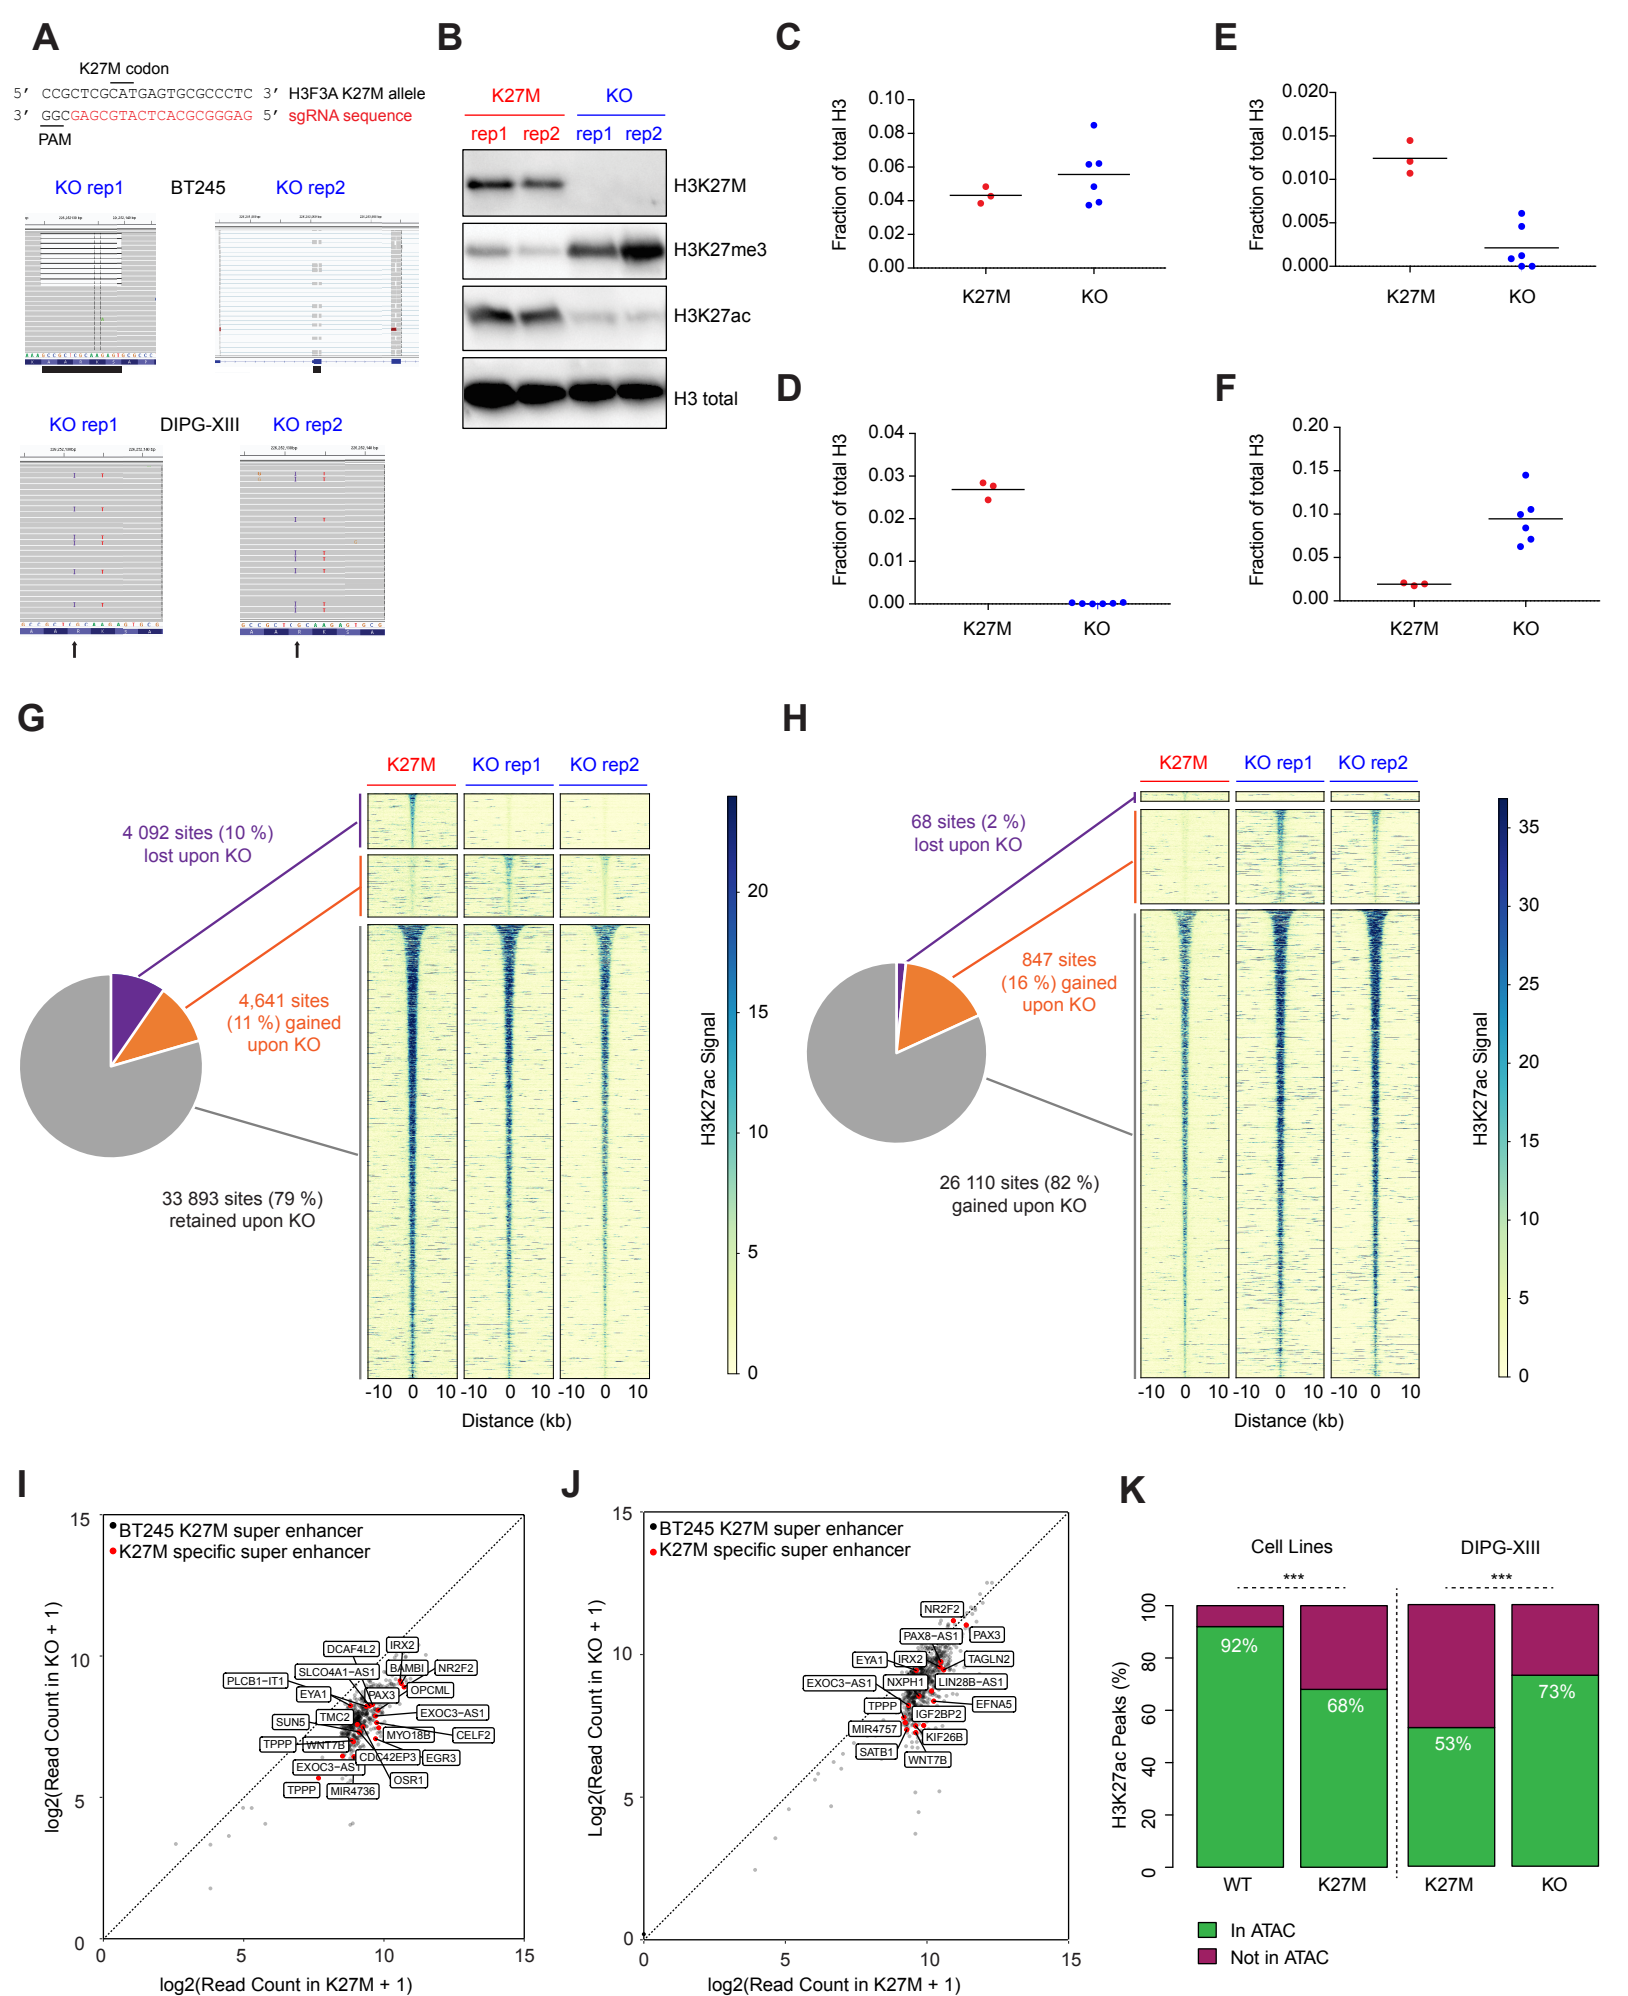 A
K27M codon
5′ CCGCTCGCATGAGTGCGCCCTC 3′ H3F3A K27M allele
3′ GGCGAGCGTACTCACGCGGGAG 5′ sgRNA sequence
PAM
KO rep1 BT245 KO rep2
KO rep1 DIPG-XIII KO rep2
B
K27M KO
rep1 rep2 rep1 rep2
H3K27M
H3K27me3
H3K27ac
H3 total
C
Fraction of total H3
0.10
0.08
0.06
0.04
0.02
0.00
K27M KO
D
Fraction of total H3
0.04
0.03
0.02
0.01
0.00
K27M KO
E
Fraction of total H3
0.020
0.015
0.010
0.005
0.000
K27M KO
F
Fraction of total H3
0.20
0.15
0.10
0.05
0.00
K27M KO
G
K27M KO rep1 KO rep2
4 092 sites (10 %)
lost upon KO
4,641 sites
(11 %) gained
upon KO
33 893 sites (79 %)
retained upon KO
-10 0 10 -10 0 10 -10 0 10
Distance (kb)
H3K27ac Signal
20
15
10
5
0
H
K27M KO rep1 KO rep2
68 sites (2 %)
lost upon KO
847 sites
(16 %) gained
upon KO
26 110 sites (82 %)
gained upon KO
-10 0 10 -10 0 10 -10 0 10
Distance (kb)
H3K27ac Signal
35
30
25
20
15
10
5
0
I
BT245 K27M super enhancer
K27M specific super enhancer
log2(Read Count in KO + 1)
15
10
5
0
DCAF4L2
IRX2
SLCO4A1−AS1
BAMBI
NR2F2
PLCB1−IT1
EYA1
PAX3
OPCML
TMC2
EXOC3−AS1
SUN5
MYO18B
CELF2
TPPP
WNT7B
CDC42EP3
EGR3
EXOC3−AS1
OSR1
TPPP
MIR4736
0 5 10 15
log2(Read Count in K27M + 1)
J
BT245 K27M super enhancer
K27M specific super enhancer
Log2(Read Count in KO + 1)
15
10
5
0
NR2F2
PAX8−AS1
PAX3
EYA1
IRX2
TAGLN2
EXOC3−AS1
NXPH1
LIN28B−AS1
TPPP
EFNA5
IGF2BP2
MIR4757
KIF26B
SATB1
WNT7B
0 5 10 15
log2(Read Count in K27M + 1)
K
Cell Lines DIPG-XIII
*** ***
H3K27ac Peaks (%)
100
80
60
40
20
0
92%
68%
53%
73%
WT K27M K27M KO
In ATAC
Not in ATAC